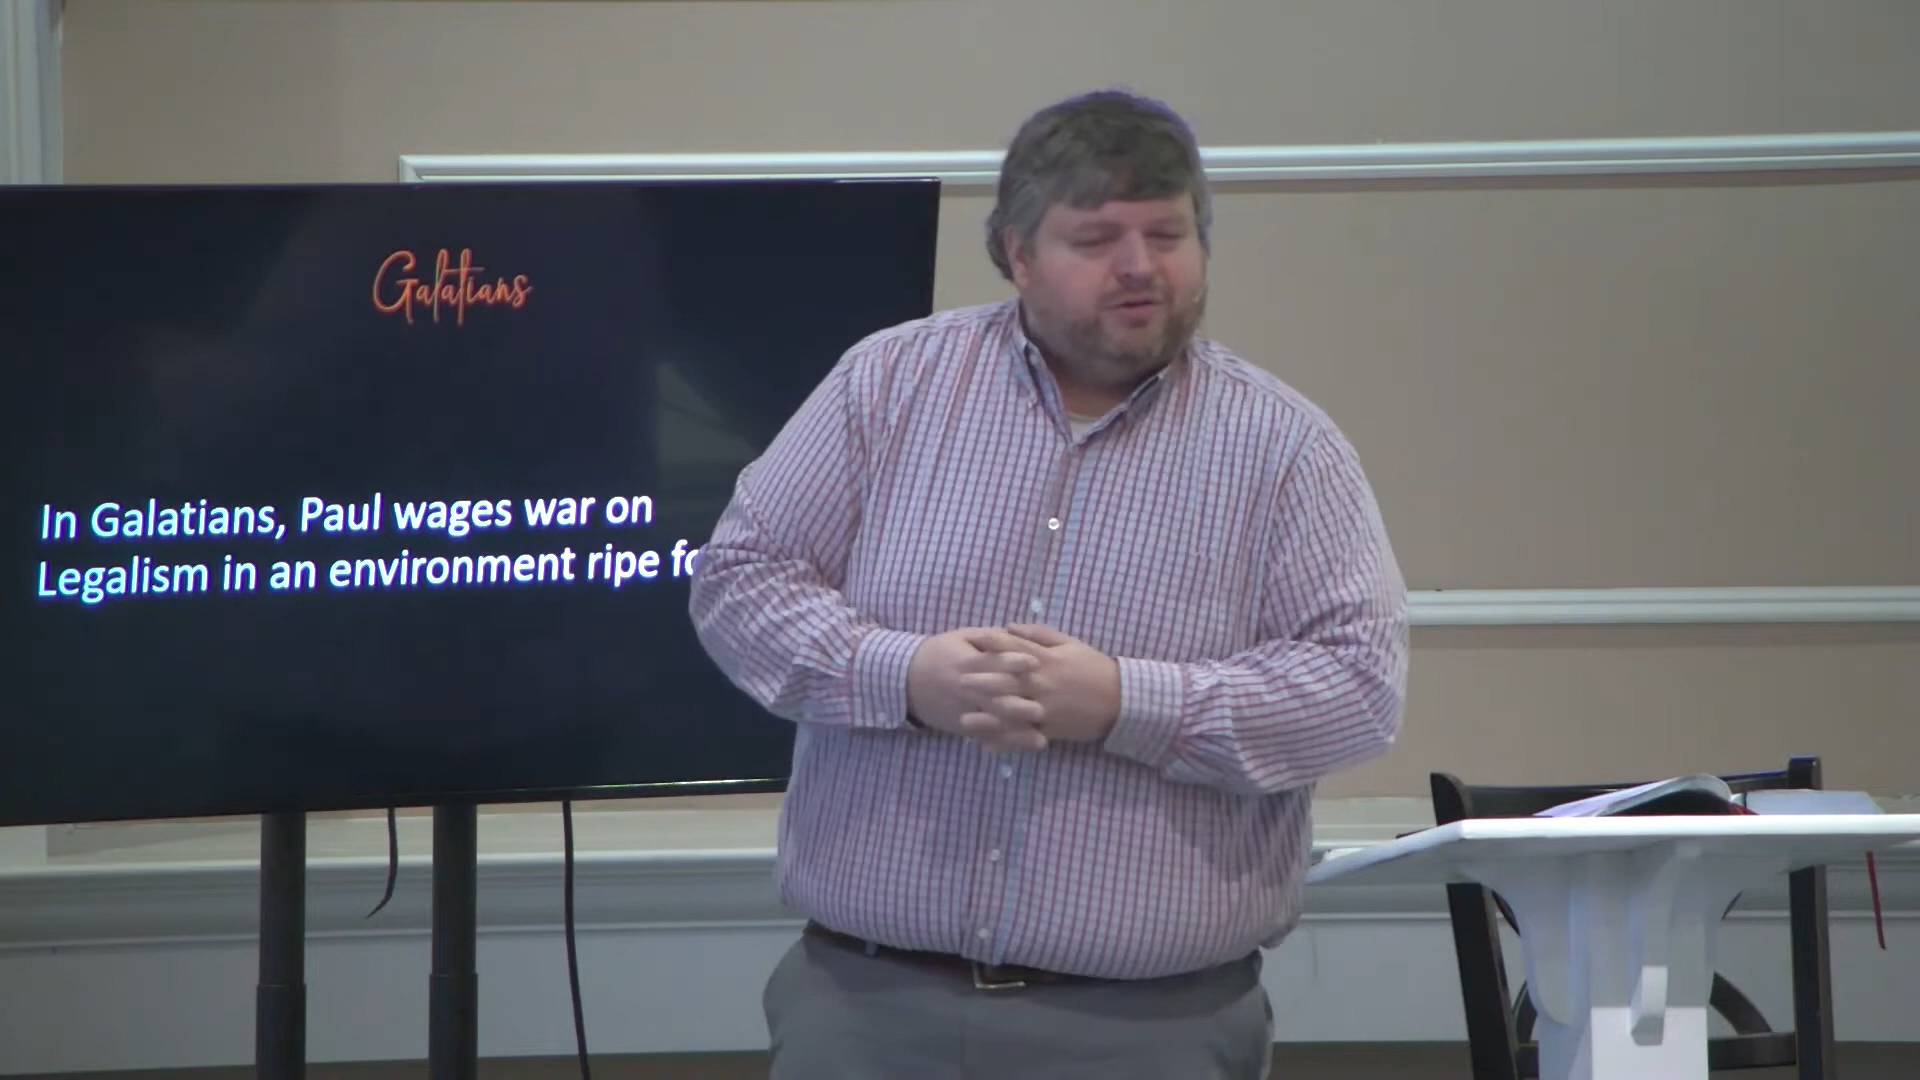 Galatians
In Galatians, Paul wages war on
Legalism in an environment ripe